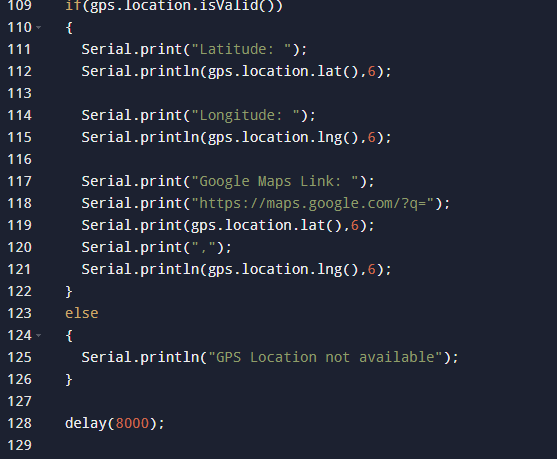 109 if(gps.location.isValid())
110 {
111 Serial.print("Latitude: ");
112 Serial.println(gps.location.lat(),6);
113
114 Serial.print("Longitude: ");
115 Serial.println(gps.location.lng(),6);
116
117 Serial.print("Google Maps Link: ");
118 Serial.print("https://maps.google.com/?q=");
119 Serial.print(gps.location.lat(),6);
120 Serial.print(",");
121 Serial.println(gps.location.lng(),6);
122 }
123 else
124 {
125 Serial.println("GPS Location not available");
126 }
127
128 delay(8000);
129